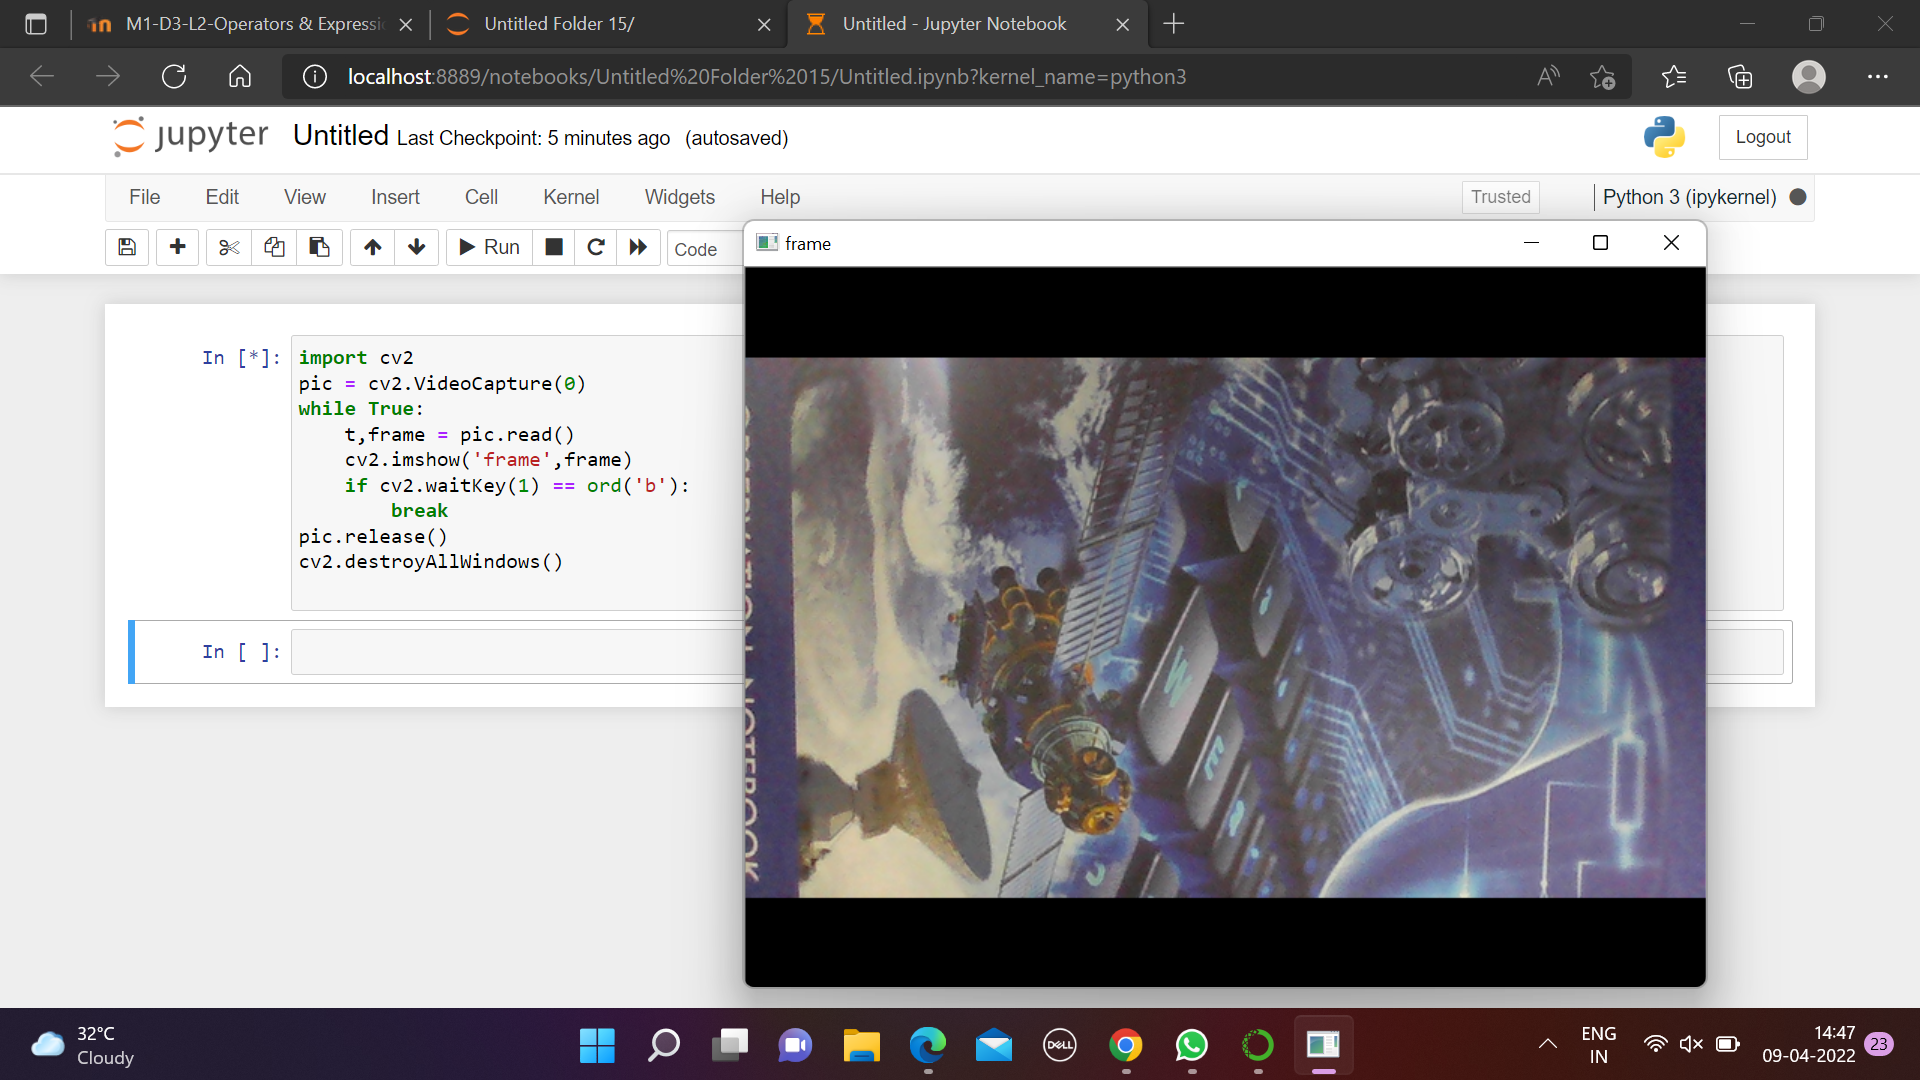 M1-D3-L2-Operators & Expressi
Untitled Folder 15/
Untitled - Jupyter Notebook
localhost:8889/notebooks/Untitled%20Folder%2015/Untitled.ipynb?kernel_name=python3
jupyter Untitled Last Checkpoint: 5 minutes ago (autosaved)
Logout
File Edit View Insert Cell Kernel Widgets Help
Trusted
Python 3 (ipykernel)
Run
Code
frame
In [*]:
import cv2
pic = cv2.VideoCapture(0)
while True:
    t,frame = pic.read()
    cv2.imshow('frame',frame)
    if cv2.waitKey(1) == ord('b'):
        break
pic.release()
cv2.destroyAllWindows()
In [ ]:
NOTEBOOK
W
E
32°C
Cloudy
DELL
ENG
IN
14:47
09-04-2022
23